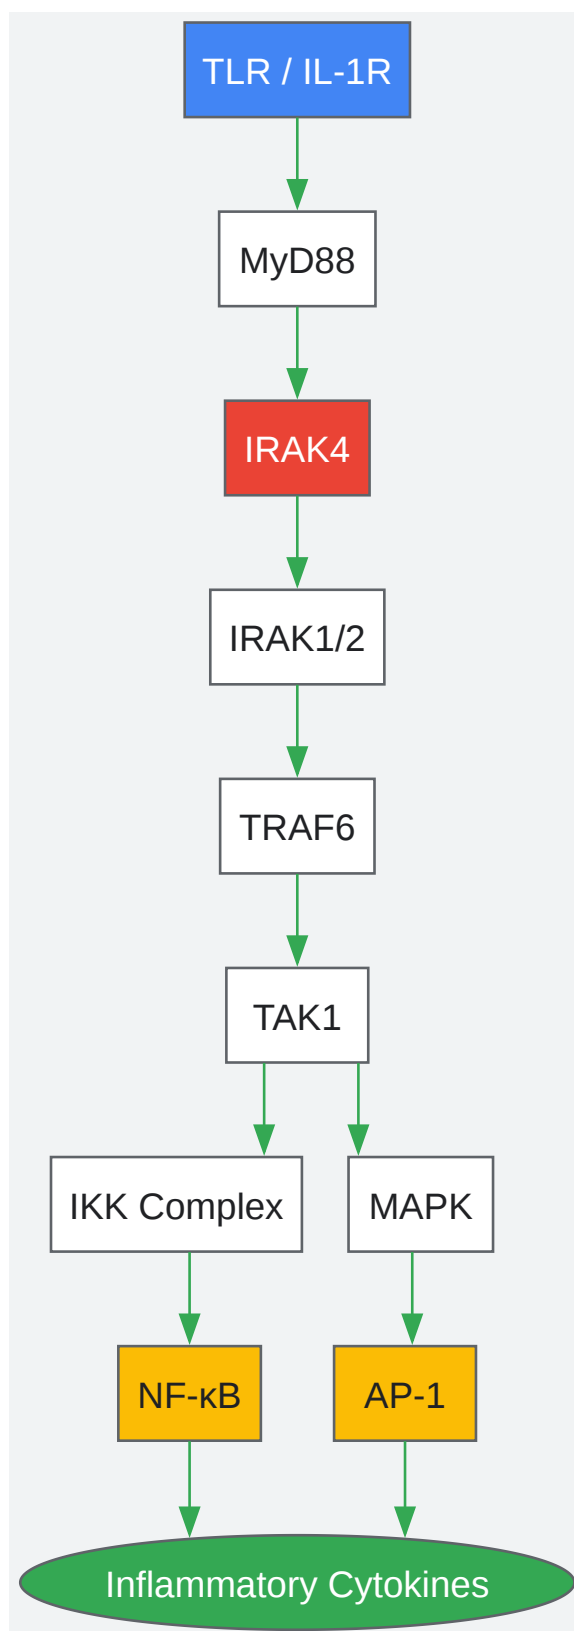 TLR / IL-1R
MyD88
IRAK4
IRAK1/2
TRAF6
TAK1
IKK Complex
MAPK
NF-κB
AP-1
Inflammatory Cytokines